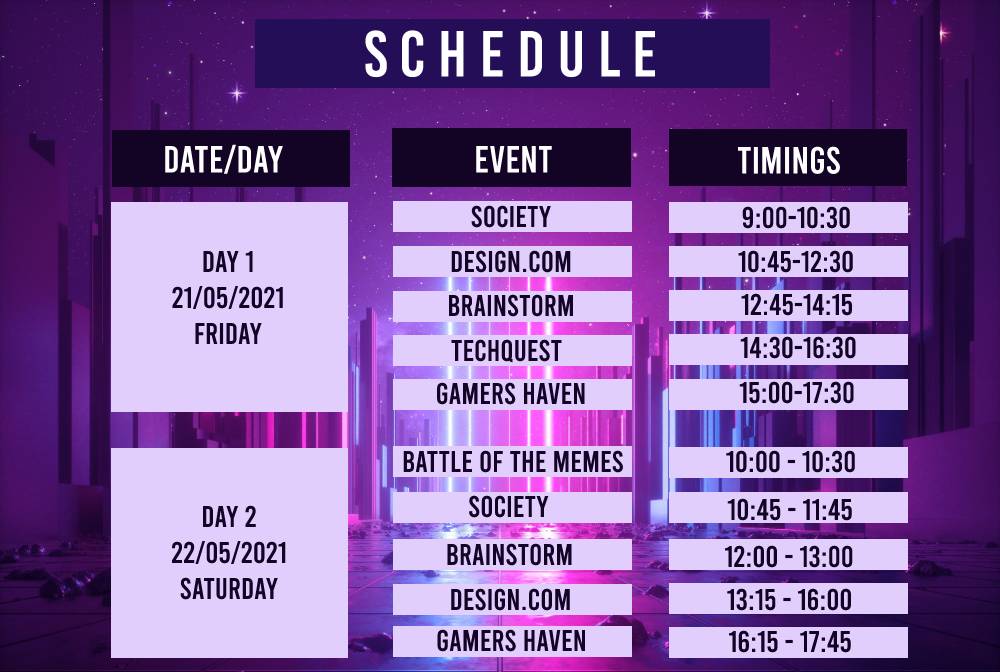 SCHEDULE
DATE/DAY EVENT TIMINGS
DAY 1
21/05/2021
FRIDAY
SOCIETY 9:00-10:30
DESIGN.COM 10:45-12:30
BRAINSTORM 12:45-14:15
TECHQUEST 14:30-16:30
GAMERS HAVEN 15:00-17:30
DAY 2
22/05/2021
SATURDAY
BATTLE OF THE MEMES 10:00 - 10:30
SOCIETY 10:45 - 11:45
BRAINSTORM 12:00 - 13:00
DESIGN.COM 13:15 - 16:00
GAMERS HAVEN 16:15 - 17:45